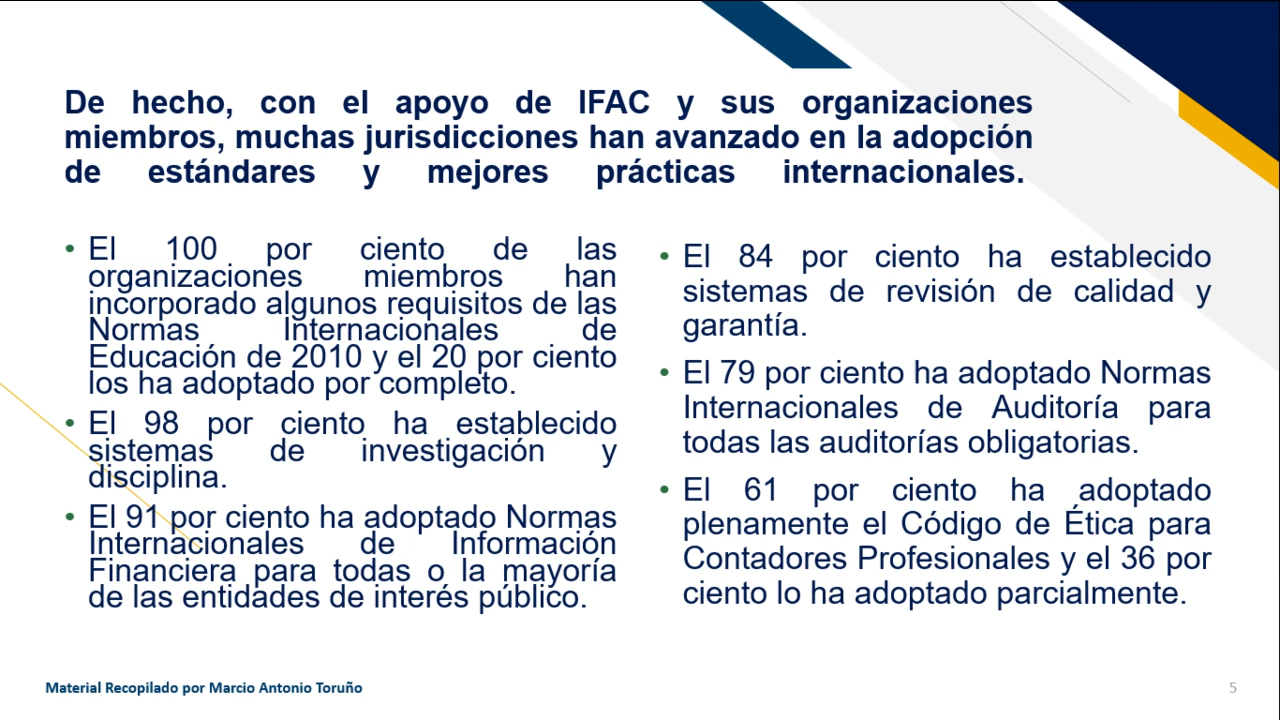 De hecho, con el apoyo de IFAC y sus organizaciones
miembros, muchas jurisdicciones han avanzado en la adopción
de estándares y mejores prácticas internacionales.
• El 100 por ciento de las
organizaciones miembros han
incorporado algunos requisitos de las
Normas Internacionales de
Educación de 2010 y el 20 por ciento
los ha adoptado por completo.
• El 98 por ciento ha establecido
sistemas de investigación y
disciplina.
• El 91 por ciento ha adoptado Normas
Internacionales de Información
Financiera para todas o la mayoría
de las entidades de interés público.
• El 84 por ciento ha establecido
sistemas de revisión de calidad y
garantía.
• El 79 por ciento ha adoptado Normas
Internacionales de Auditoría para
todas las auditorías obligatorias.
• El 61 por ciento ha adoptado
plenamente el Código de Ética para
Contadores Profesionales y el 36 por
ciento lo ha adoptado parcialmente.
Material Recopilado por Marcio Antonio Toruño
5